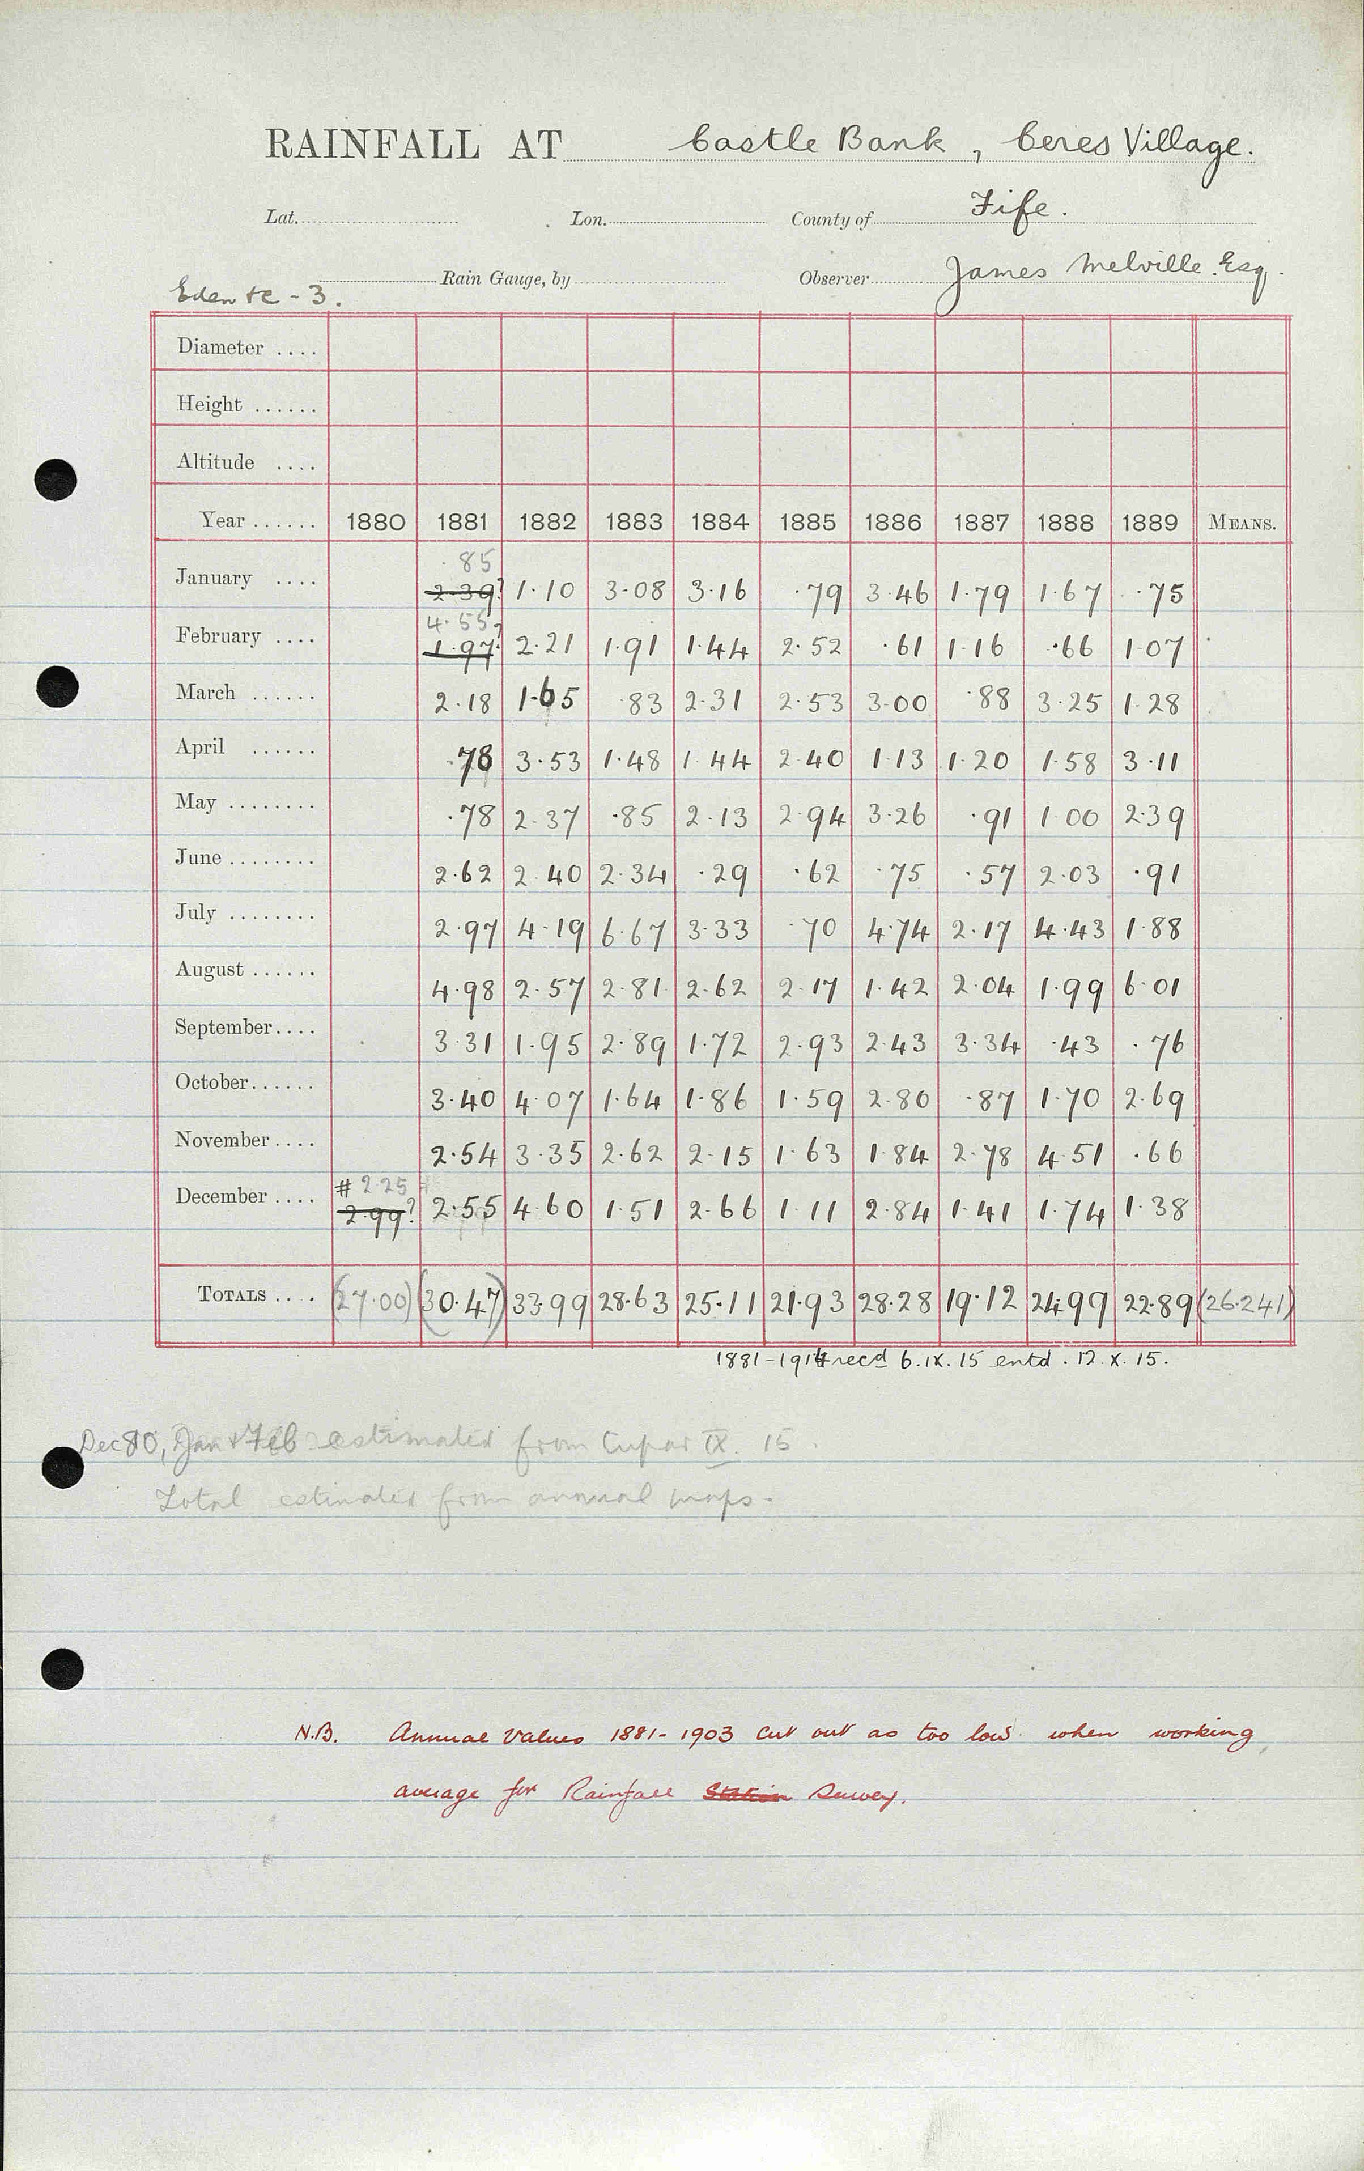 RAINFALL AT Castle Bank, Ceres Village.
Lat. Lon. County of Fife.
Rain Gauge, by Observer James Melville. Esq.
Eden &c - 3.
Diameter ....
Height ......
Altitude ....
Year ...... 1880 1881 1882 1883 1884 1885 1886 1887 1888 1889 MEANS.
.85
January .... 2.39? 1.10 3.08 3.16 .79 3.46 1.79 1.67 .75
4.55
February .... 1.97? 2.21 1.91 1.44 2.52 .61 1.16 .66 1.07
March ...... 2.18 1.65 .83 2.31 2.53 3.00 .88 3.25 1.28
April ...... .78 3.53 1.48 1.44 2.40 1.13 1.20 1.58 3.11
May ........ .78 2.37 .85 2.13 2.94 3.26 .91 1.00 2.39
June ........ 2.62 2.40 2.34 .29 .62 .75 .57 2.03 .91
July ........ 2.97 4.19 6.67 3.33 .70 4.74 2.17 4.43 1.88
August ...... 4.98 2.57 2.81 2.62 2.17 1.42 2.04 1.99 6.01
September.... 3.31 1.95 2.89 1.72 2.93 2.43 3.34 .43 .76
October...... 3.40 4.07 1.64 1.86 1.59 2.80 .87 1.70 2.69
November.... 2.54 3.35 2.62 2.15 1.63 1.84 2.78 4.51 .66
# 2.25
December .... 2.99? 2.55 4.60 1.51 2.66 1.11 2.84 1.41 1.74 1.38
TOTALS .... (27.00) (30.47) 33.99 28.63 25.11 21.93 28.28 19.12 24.99 22.89 (26.241)
1881-1914 recd 6.IX.15 entd. 12.X.15.
Dec 80, Jan & Feb estimated from Cupar IX. 15.
Total estimated from annual maps.
N.B. Annual Values 1881-1903 cut out as too low when working
average for Rainfall Station Survey.